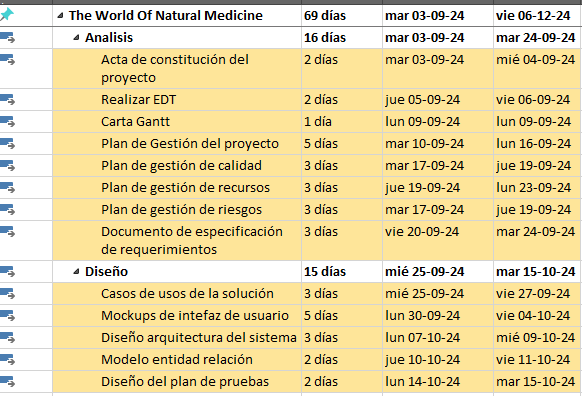 The World Of Natural Medicine 69 días mar 03-09-24 vie 06-12-24
Analisis 16 días mar 03-09-24 mar 24-09-24
Acta de constitución del 2 días mar 03-09-24 mié 04-09-24
proyecto
Realizar EDT 2 días jue 05-09-24 vie 06-09-24
Carta Gantt 1 día lun 09-09-24 lun 09-09-24
Plan de Gestión del proyecto 5 días mar 10-09-24 lun 16-09-24
Plan de gestión de calidad 3 días mar 17-09-24 jue 19-09-24
Plan de gestión de recursos 3 días jue 19-09-24 lun 23-09-24
Plan de gestión de riesgos 3 días mar 17-09-24 jue 19-09-24
Documento de especificación 3 días vie 20-09-24 mar 24-09-24
de requerimientos
Diseño 15 días mié 25-09-24 mar 15-10-24
Casos de usos de la solución 3 días mié 25-09-24 vie 27-09-24
Mockups de intefaz de usuario 5 días lun 30-09-24 vie 04-10-24
Diseño arquitectura del sistema 3 días lun 07-10-24 mié 09-10-24
Modelo entidad relación 2 días jue 10-10-24 vie 11-10-24
Diseño del plan de pruebas 2 días lun 14-10-24 mar 15-10-24